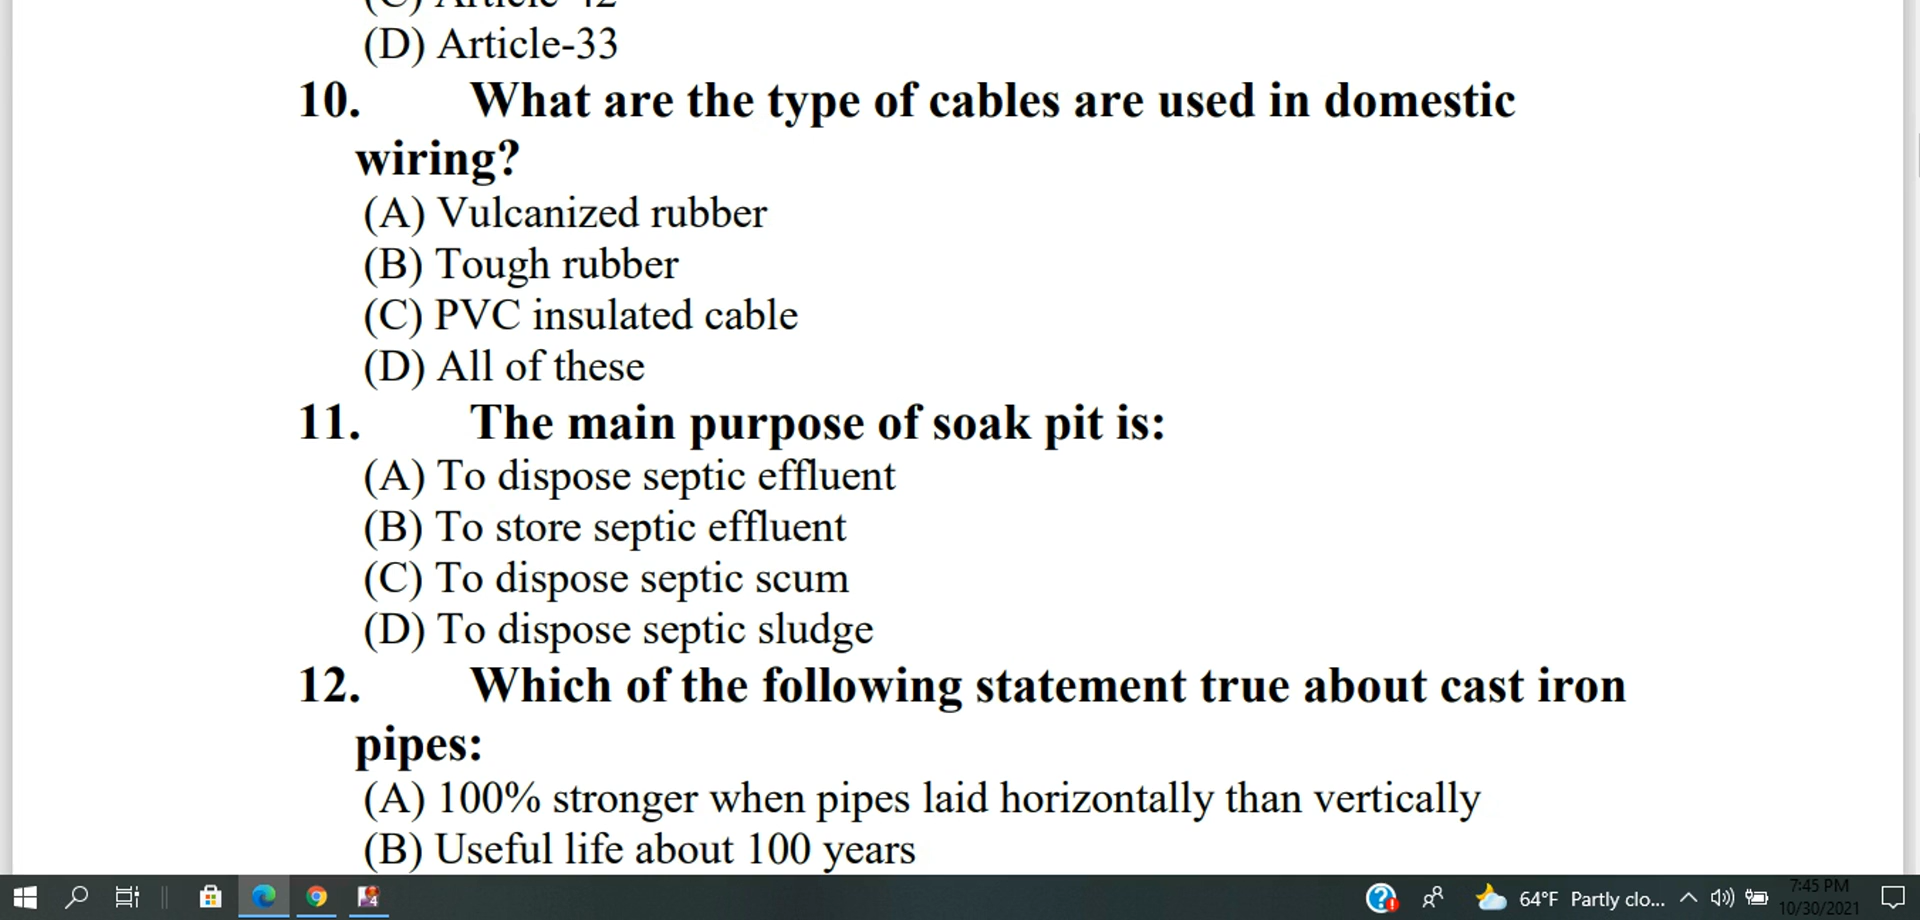 (D) Article-33
10. What are the type of cables are used in domestic
wiring?
(A) Vulcanized rubber
(B) Tough rubber
(C) PVC insulated cable
(D) All of these
11. The main purpose of soak pit is:
(A) To dispose septic effluent
(B) To store septic effluent
(C) To dispose septic scum
(D) To dispose septic sludge
12. Which of the following statement true about cast iron
pipes:
(A) 100% stronger when pipes laid horizontally than vertically
(B) Useful life about 100 years
64°F Partly clo...
7:45 PM
10/30/2021